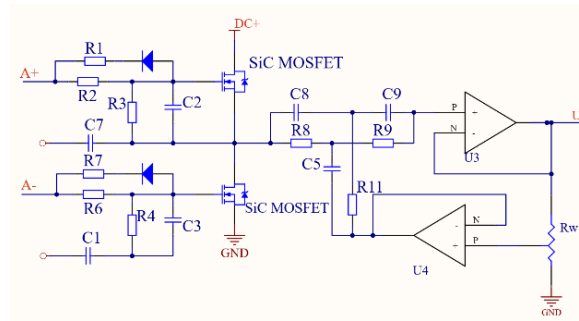 DC+
R1
A+
SiC MOSFET
R2
R3
C2
C8
C9
P
U
C7
R8
R9
N
U3
R7
C5
A-
R6
R4
C3
SiC MOSFET
R11
N
C1
P
Rw
U4
GND
GND